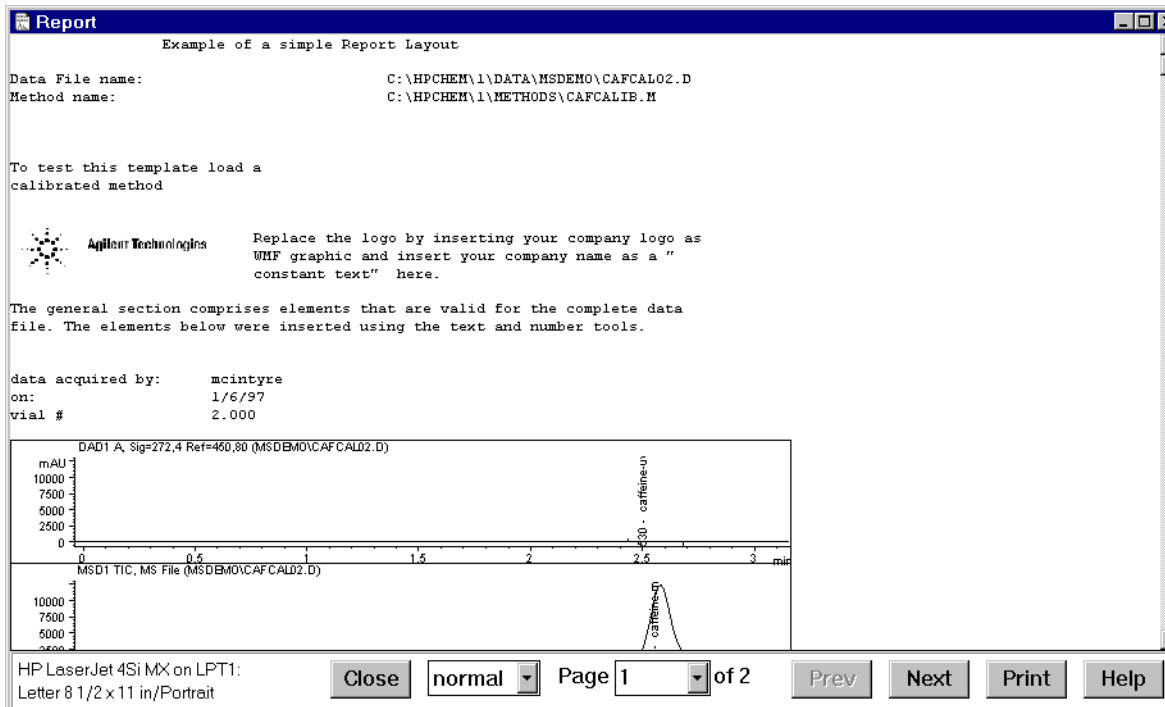 Report
Example of a simple Report Layout
Data File name: C:\HPCHEM\1\DATA\MSDEMO\CAFCAL02.D
Method name: C:\HPCHEM\1\METHODS\CAFCALIB.M
To test this template load a
calibrated method
Agilent Technologies
Replace the logo by inserting your company logo as
WMF graphic and insert your company name as a "
constant text" here.
The general section comprises elements that are valid for the complete data
file. The elements below were inserted using the text and number tools.
data acquired by: mcintyre
on: 1/6/97
vial # 2.000
DAD1 A, Sig=272,4 Ref=450,80 (MSDEMO\CAFCAL02.D)
mAU
10000
7500
5000
2500
0
caffeine-u
0 0.5 1 1.5 2 2.5 3 min
MSD1 TIC, MS File (MSDEMO\CAFCAL02.D)
10000
7500
5000
2500
caffeine-m
HP LaserJet 4Si MX on LPT1:
Letter 8 1/2 x 11 in/Portrait
Close normal Page 1 of 2 Prev Next Print Help